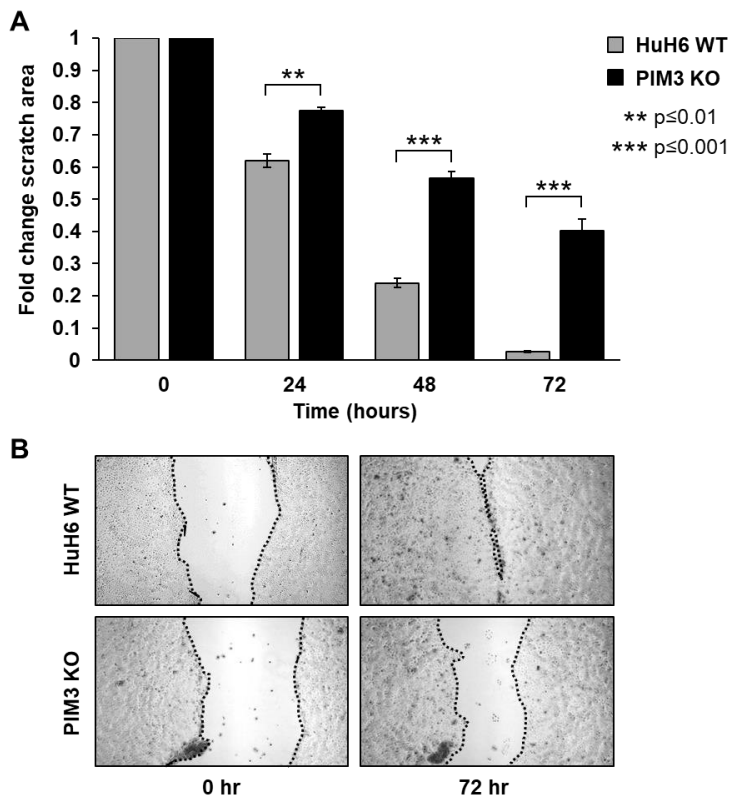 A
Fold change scratch area
1
0.9
0.8
0.7
0.6
0.5
0.4
0.3
0.2
0.1
0
**
***
***
HuH6 WT
PIM3 KO
** p≤0.01
*** p≤0.001
0 24 48 72
Time (hours)
B
HuH6 WT
PIM3 KO
0 hr 72 hr